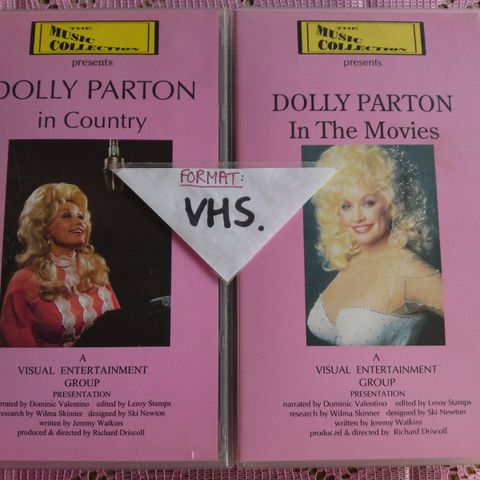 THE
MUSIC
COLLECTION
presents
DOLLY PARTON
in Country
A
VISUAL ENTERTAINMENT
GROUP
PRESENTATION
narrated by Dominic Valentino edited by Leroy Stamps
research by Wilma Skinner designed by Ski Newton
written by Jeremy Watkins
produced & directed by Richard Driscoll
FORMAT:
VHS.
THE
MUSIC
COLLECTION
presents
DOLLY PARTON
In The Movies
A
VISUAL ENTERTAINMENT
GROUP
PRESENTATION
narrated by Dominic Valentino edited by Leroy Stamps
research by Wilma Skinner designed by Ski Newton
written by Jeremy Watkins
produced & directed by Richard Driscoll